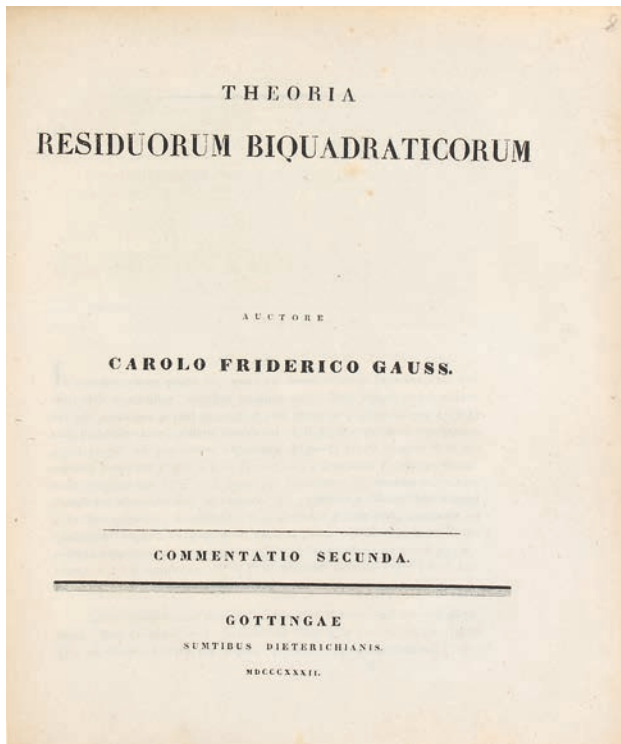 THEORIA
RESIDUORUM BIQUADRATICORUM
AUCTORE
CAROLO FRIDERICO GAUSS.
COMMENTATIO SECUNDA.
GOTTINGAE
SUMTIBUS DIETERICHIANIS.
MDCCCXXXII.